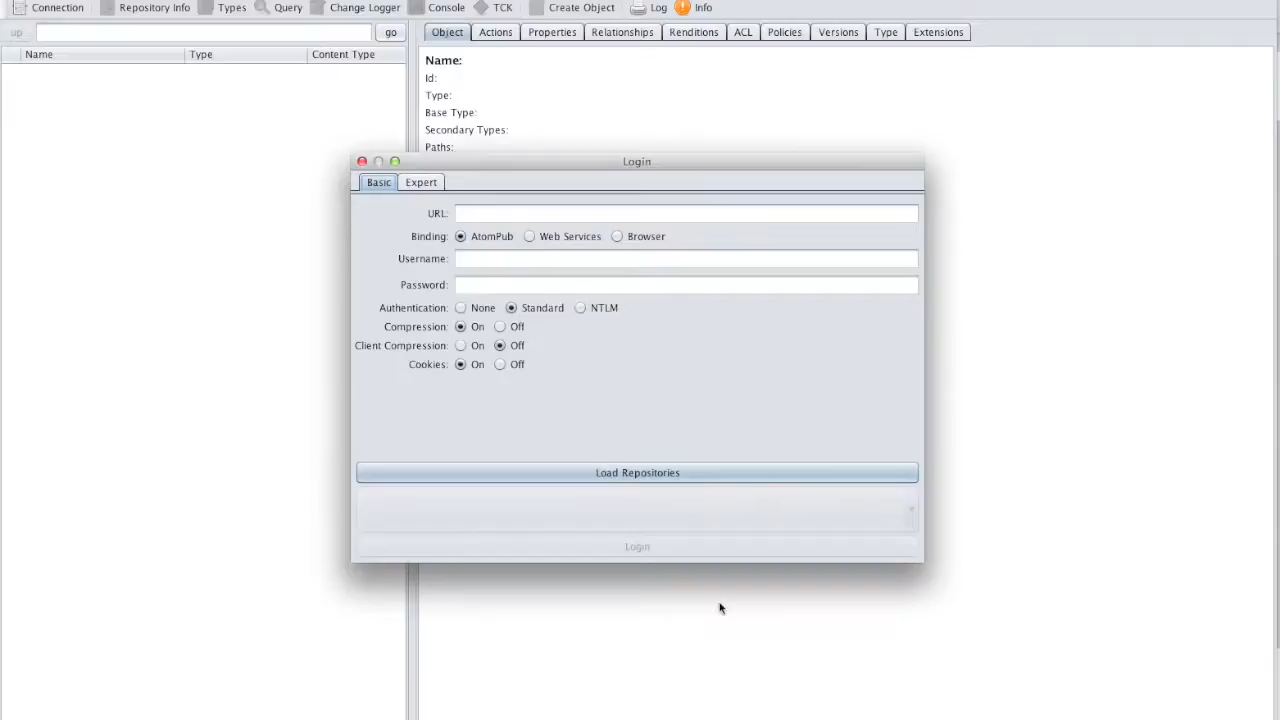 Connection Repository Info Types Query Change Logger Console TCK Create Object Log Info
up go
Object Actions Properties Relationships Renditions ACL Policies Versions Type Extensions
Name Type Content Type
Name:
Id:
Type:
Base Type:
Secondary Types:
Paths:
Login
Basic Expert
URL:
Binding: AtomPub Web Services Browser
Username:
Password:
Authentication: None Standard NTLM
Compression: On Off
Client Compression: On Off
Cookies: On Off
Load Repositories
Login